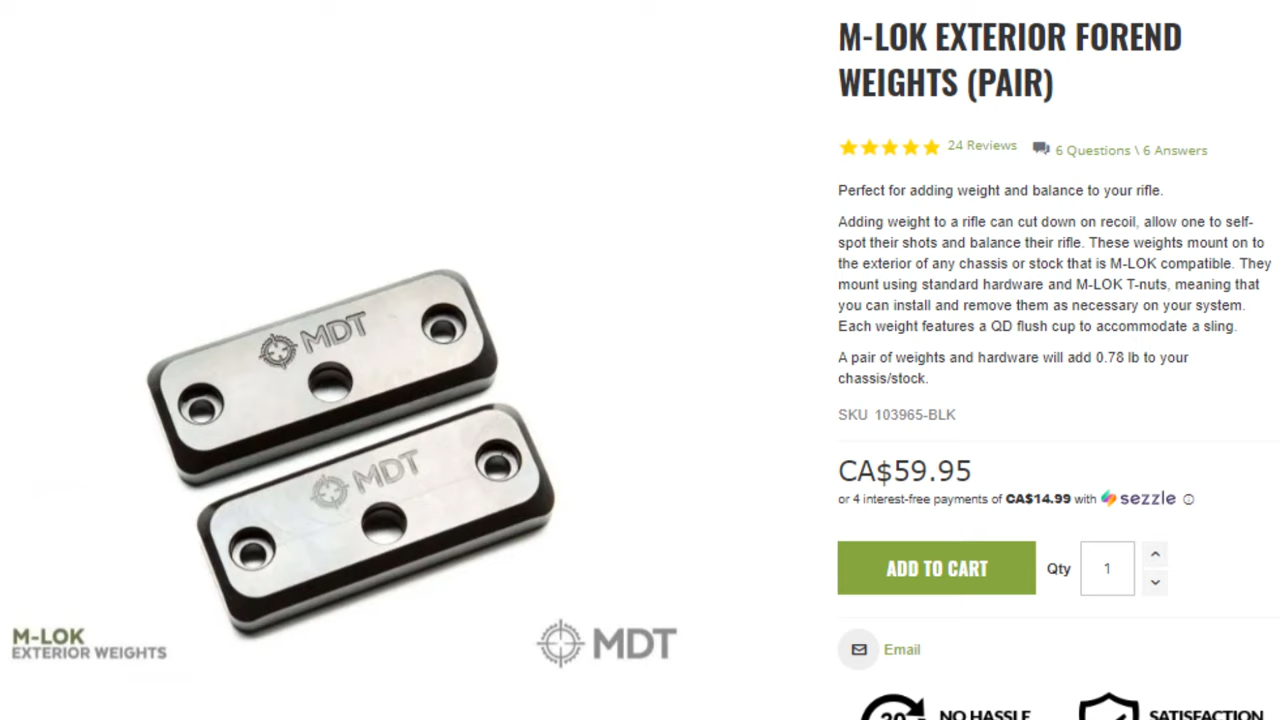 M-LOK EXTERIOR FOREND
WEIGHTS (PAIR)
24 Reviews
6 Questions \ 6 Answers
Perfect for adding weight and balance to your rifle.
Adding weight to a rifle can cut down on recoil, allow one to self-
spot their shots and balance their rifle. These weights mount on to
the exterior of any chassis or stock that is M-LOK compatible. They
mount using standard hardware and M-LOK T-nuts, meaning that
you can install and remove them as necessary on your system.
Each weight features a QD flush cup to accommodate a sling.
A pair of weights and hardware will add 0.78 lb to your
chassis/stock.
SKU 103965-BLK
CA$59.95
or 4 interest-free payments of CA$14.99 with sezzle
ADD TO CART
Qty
1
Email
30
NO HASSLE
SATISFACTION
MDT
MDT
M-LOK
EXTERIOR WEIGHTS
MDT